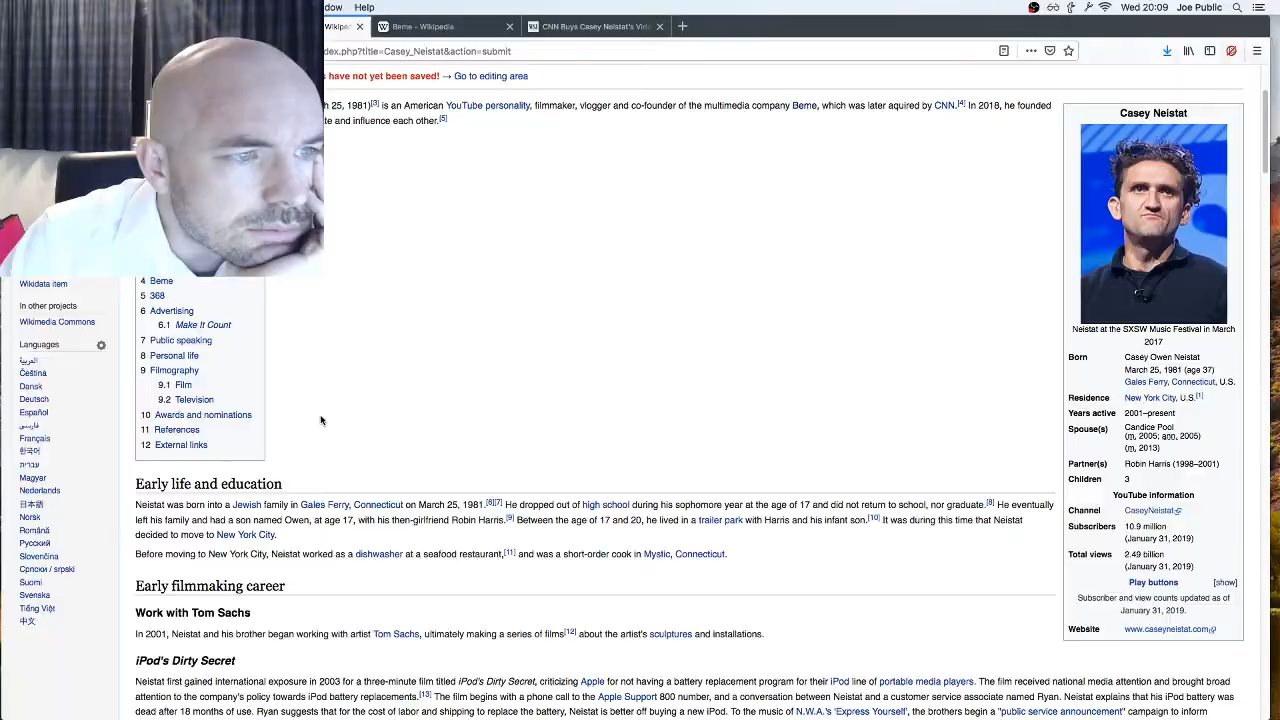 dow Help Wed 20:09 Joe Public
Wikipe Beme - Wikipedia CNN Buys Casey Neistat's Vide
dex.php?title=Casey_Neistat&action=submit
s have not yet been saved! → Go to editing area
h 25, 1981)[3] is an American YouTube personality, filmmaker, vlogger and co-founder of the multimedia company Beme, which was later aquired by CNN.[4] In 2018, he founded
te and influence each other.[5]
Casey Neistat
Neistat at the SXSW Music Festival in March
2017
Born Casey Owen Neistat
March 25, 1981 (age 37)
Gales Ferry, Connecticut, U.S.
Residence New York City, U.S.[1]
Years active 2001–present
Spouse(s) Candice Pool
(m. 2005; ann. 2005)
(m. 2013)
Partner(s) Robin Harris (1998–2001)
Children 3
YouTube information
Channel CaseyNeistat
Subscribers 10.9 million
(January 31, 2019)
Total views 2.49 billion
(January 31, 2019)
Play buttons [show]
Subscriber and view counts updated as of
January 31, 2019.
Website www.caseyneistat.com
Wikidata item
In other projects
Wikimedia Commons
Languages
العربية
Čeština
Dansk
Deutsch
Español
فارسی
Français
한국어
עברית
Magyar
Nederlands
日本語
Norsk
Română
Русский
Slovenčina
Српски / srpski
Suomi
Svenska
Tiếng Việt
中文
4 Beme
5 368
6 Advertising
6.1 Make It Count
7 Public speaking
8 Personal life
9 Filmography
9.1 Film
9.2 Television
10 Awards and nominations
11 References
12 External links
Early life and education
Neistat was born into a Jewish family in Gales Ferry, Connecticut on March 25, 1981.[6][7] He dropped out of high school during his sophomore year at the age of 17 and did not return to school, nor graduate.[8] He eventually
left his family and had a son named Owen, at age 17, with his then-girlfriend Robin Harris.[9] Between the age of 17 and 20, he lived in a trailer park with Harris and his infant son.[10] It was during this time that Neistat
decided to move to New York City.
Before moving to New York City, Neistat worked as a dishwasher at a seafood restaurant,[11] and was a short-order cook in Mystic, Connecticut.
Early filmmaking career
Work with Tom Sachs
In 2001, Neistat and his brother began working with artist Tom Sachs, ultimately making a series of films[12] about the artist's sculptures and installations.
iPod's Dirty Secret
Neistat first gained international exposure in 2003 for a three-minute film titled iPod's Dirty Secret, criticizing Apple for not having a battery replacement program for their iPod line of portable media players. The film received national media attention and brought broad
attention to the company's policy towards iPod battery replacements.[13] The film begins with a phone call to the Apple Support 800 number, and a conversation between Neistat and a customer service associate named Ryan. Neistat explains that his iPod battery was
dead after 18 months of use. Ryan suggests that for the cost of labor and shipping to replace the battery, Neistat is better off buying a new iPod. To the music of N.W.A.'s 'Express Yourself', the brothers begin a "public service announcement" campaign to inform